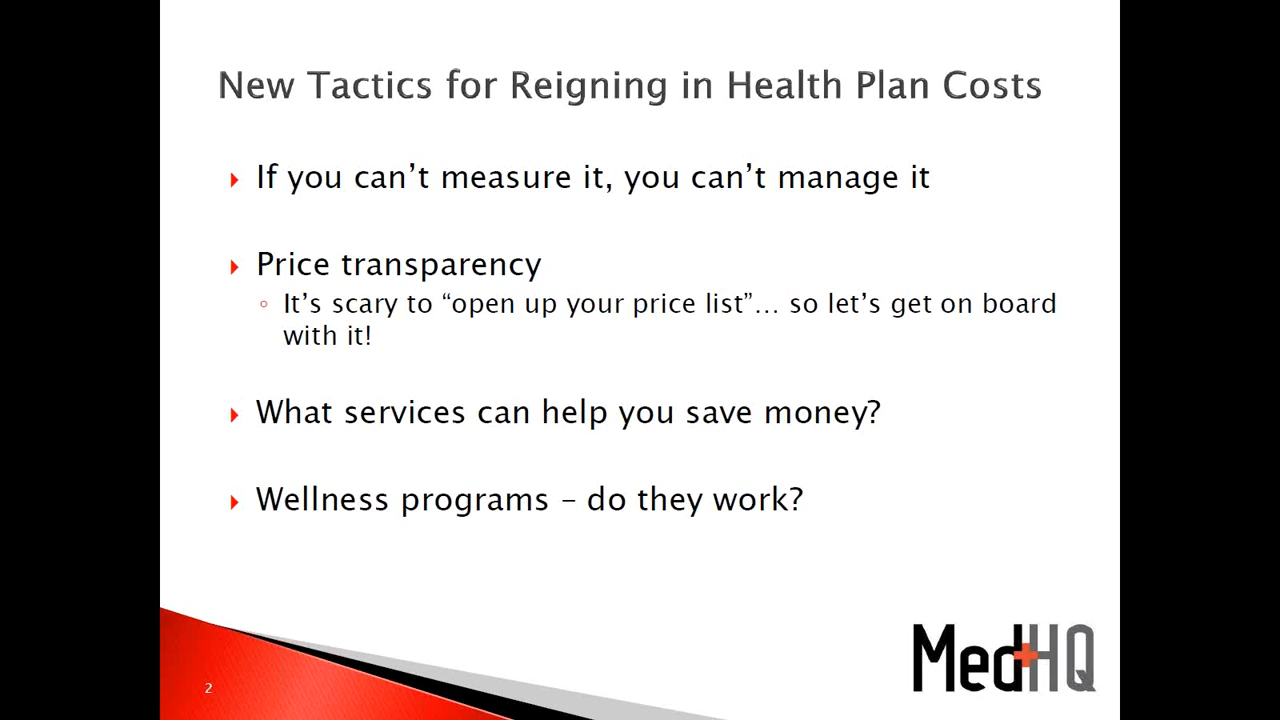 New Tactics for Reigning in Health Plan Costs
If you can’t measure it, you can’t manage it
Price transparency
It’s scary to “open up your price list”… so let’s get on board
with it!
What services can help you save money?
Wellness programs – do they work?
MedHQ
2